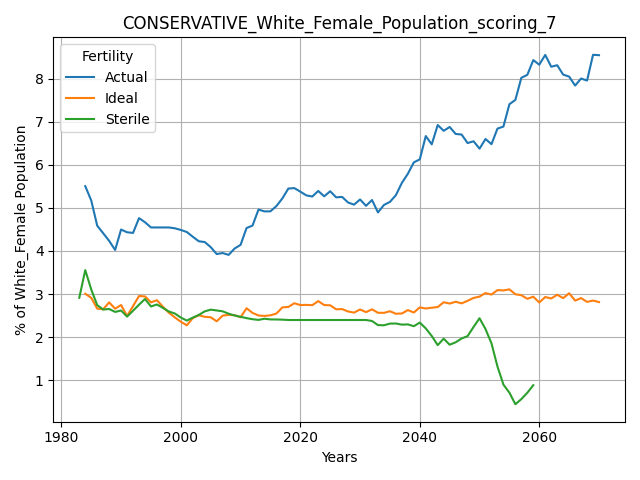 CONSERVATIVE_White_Female_Population_scoring_7
Fertility
Actual
Ideal
Sterile
% of White_Female Population
8
7
6
5
4
3
2
1
1980 2000 2020 2040 2060
Years